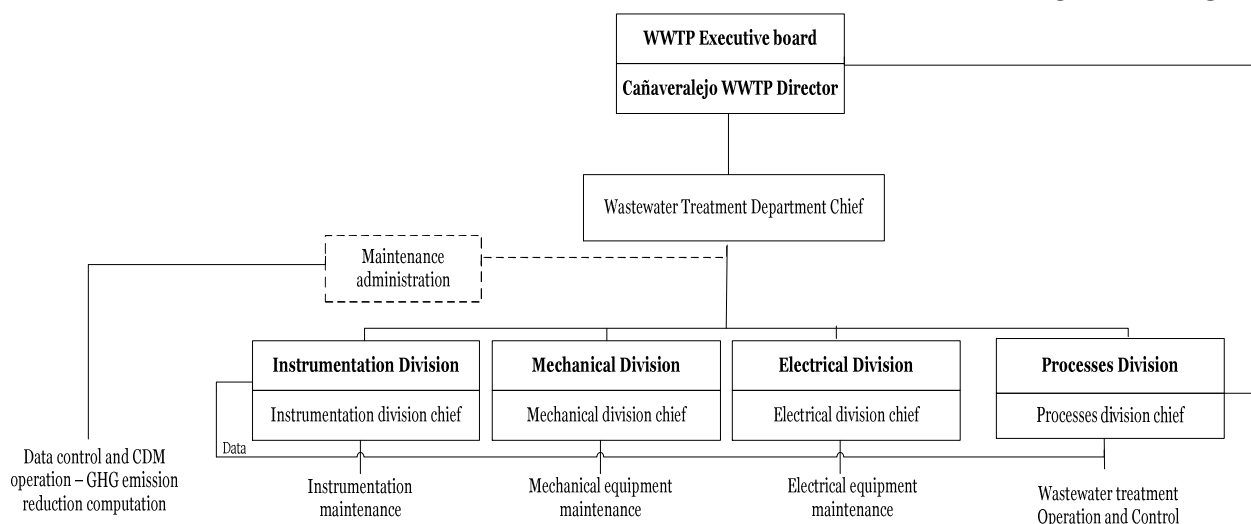 WWTP Executive board
Cañaveralejo WWTP Director
Wastewater Treatment Department Chief
Maintenance
administration
Instrumentation Division
Instrumentation division chief
Mechanical Division
Mechanical division chief
Electrical Division
Electrical division chief
Processes Division
Processes division chief
Data
Data control and CDM
operation – GHG emission
reduction computation
Instrumentation
maintenance
Mechanical equipment
maintenance
Electrical equipment
maintenance
Wastewater treatment
Operation and Control